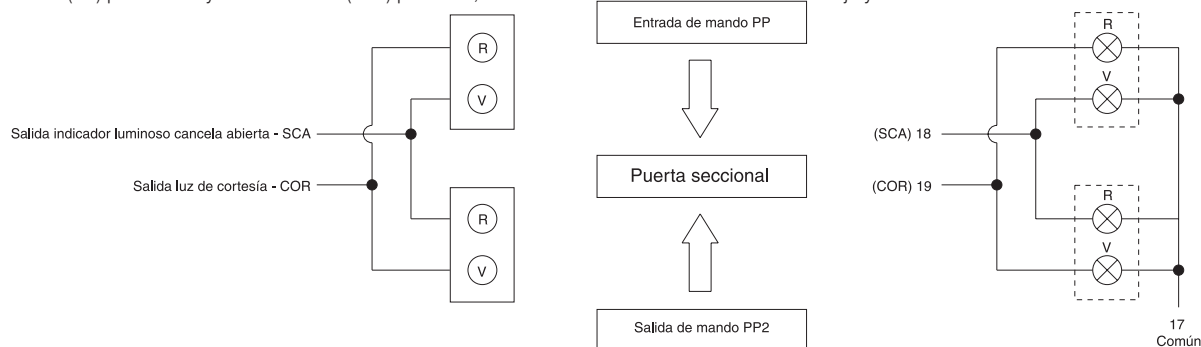 Entrada de mando PP
R
V
Salida indicador luminoso cancela abierta - SCA
Salida luz de cortesía - COR
R
V
Puerta seccional
Salida de mando PP2
R
V
(SCA) 18
(COR) 19
R
V
17
Común